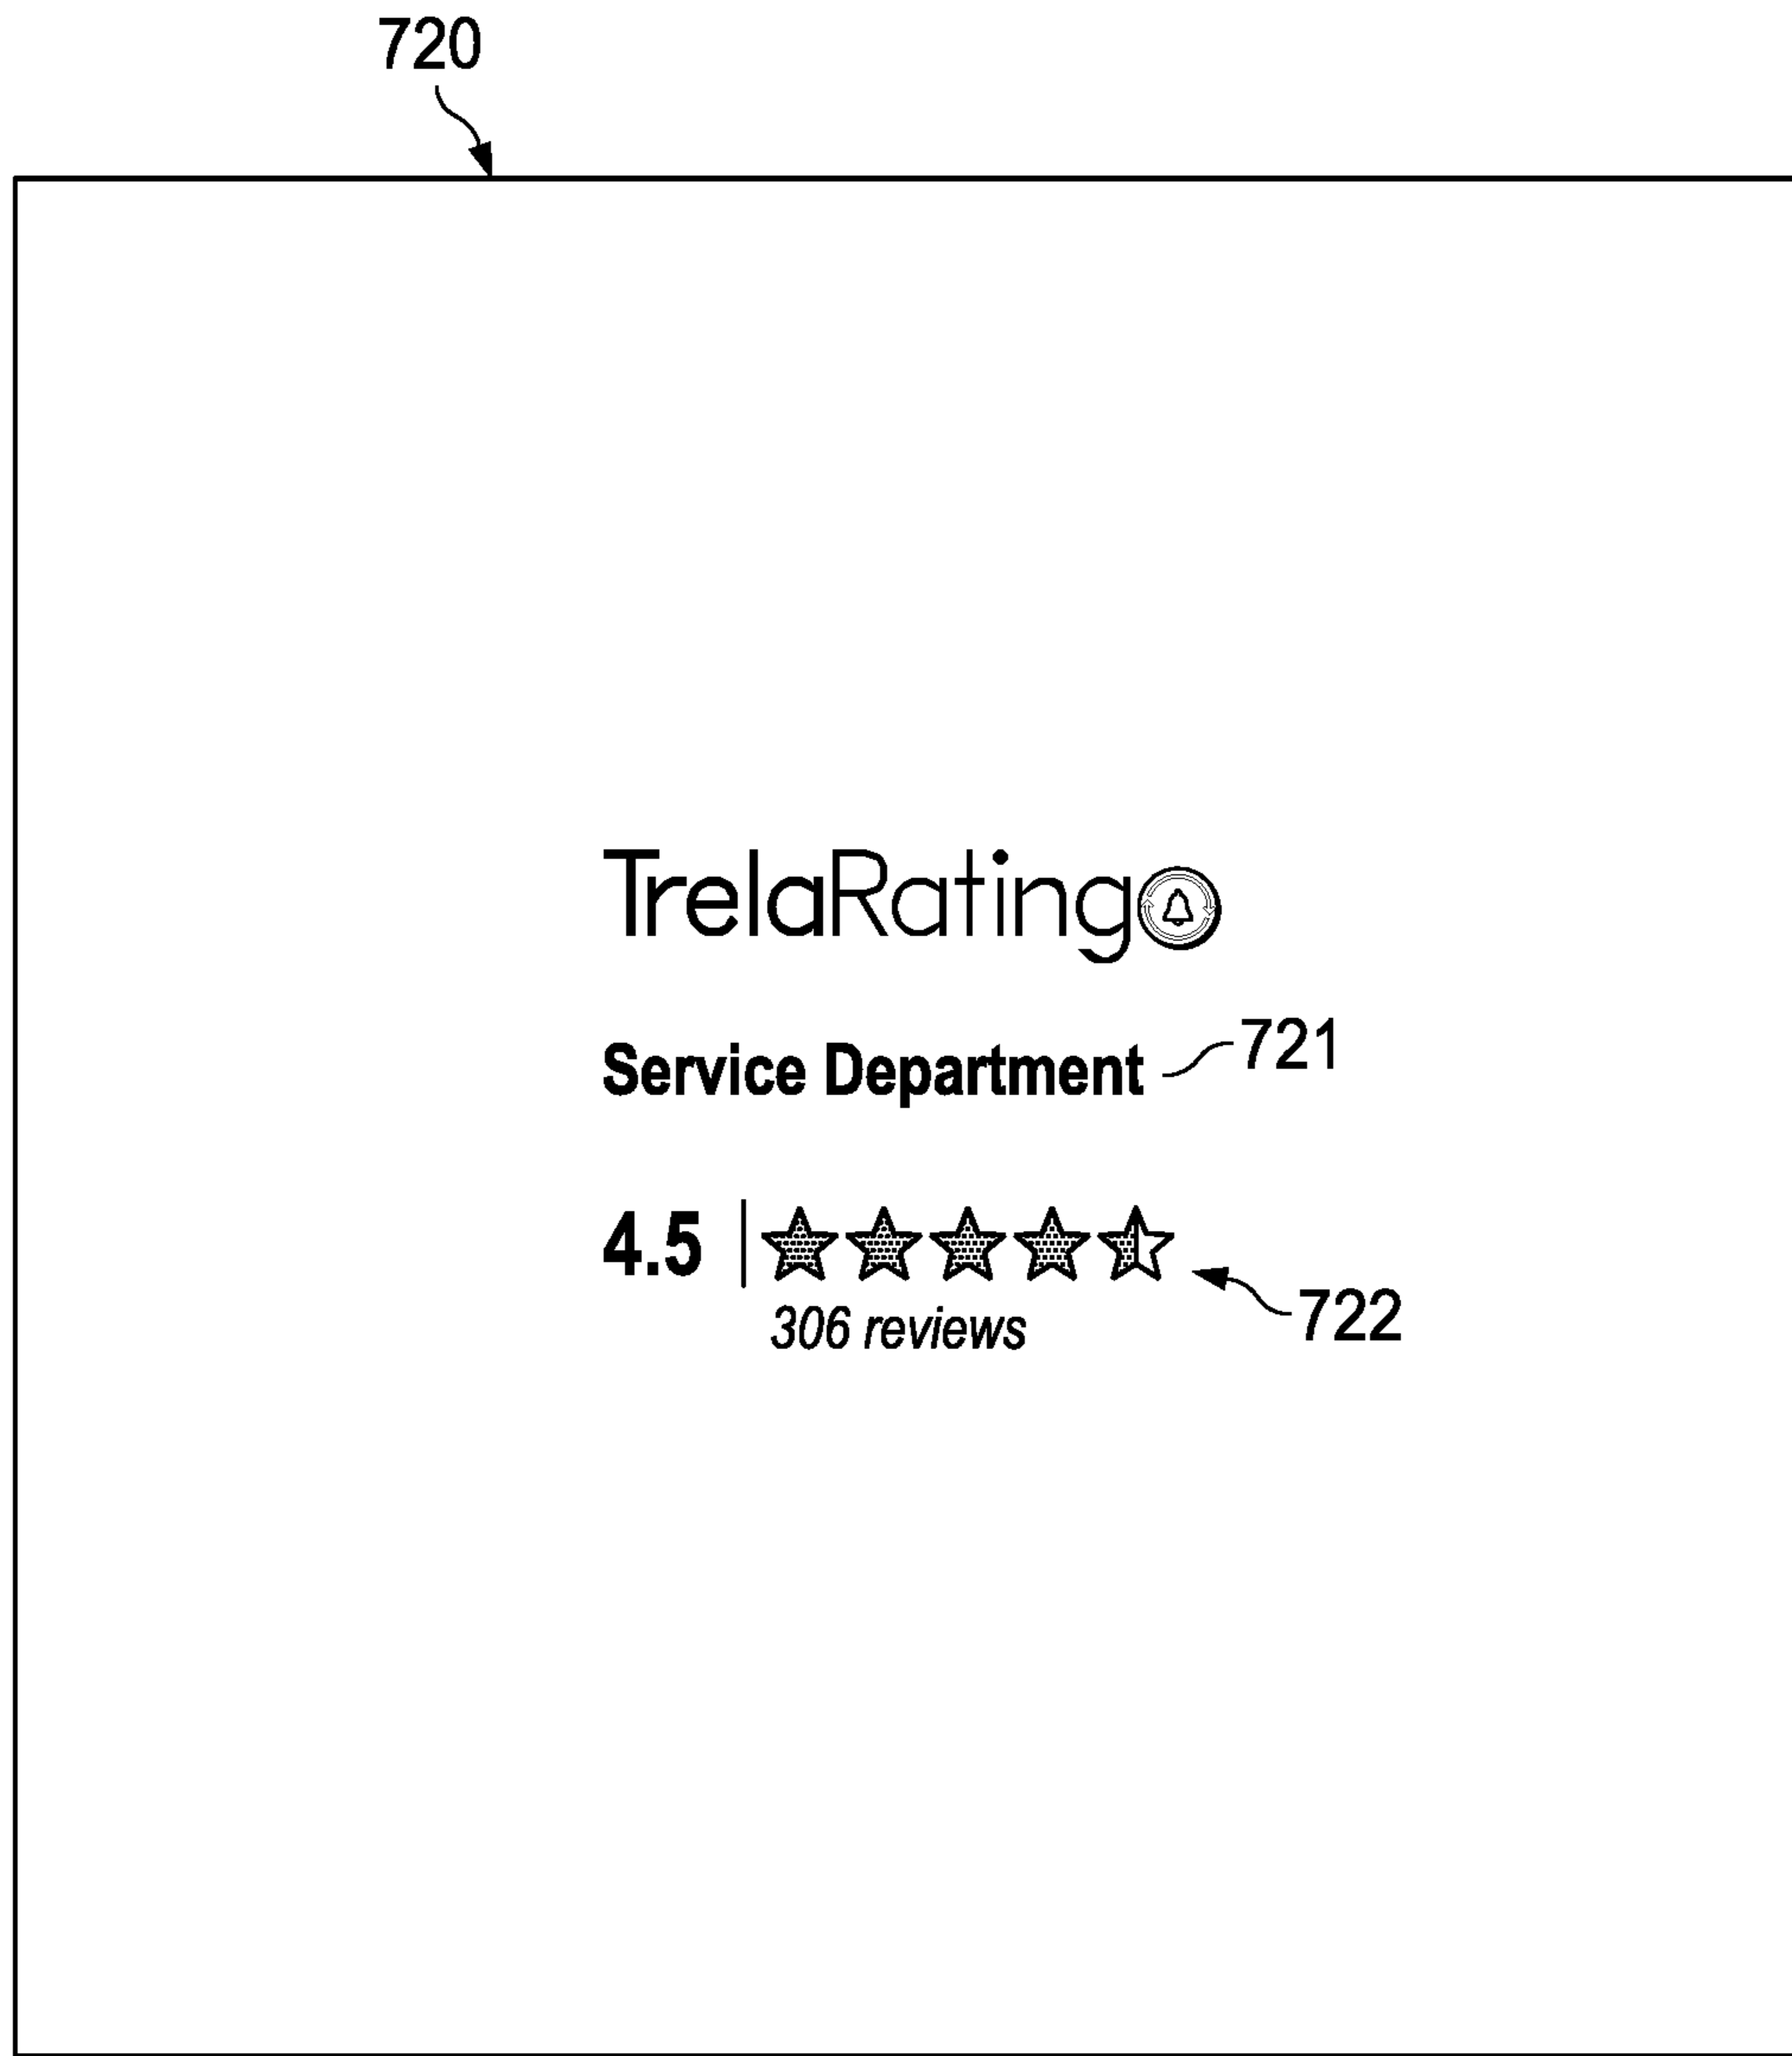 720
TrelaRating
Service Department 721
4.5
306 reviews 722